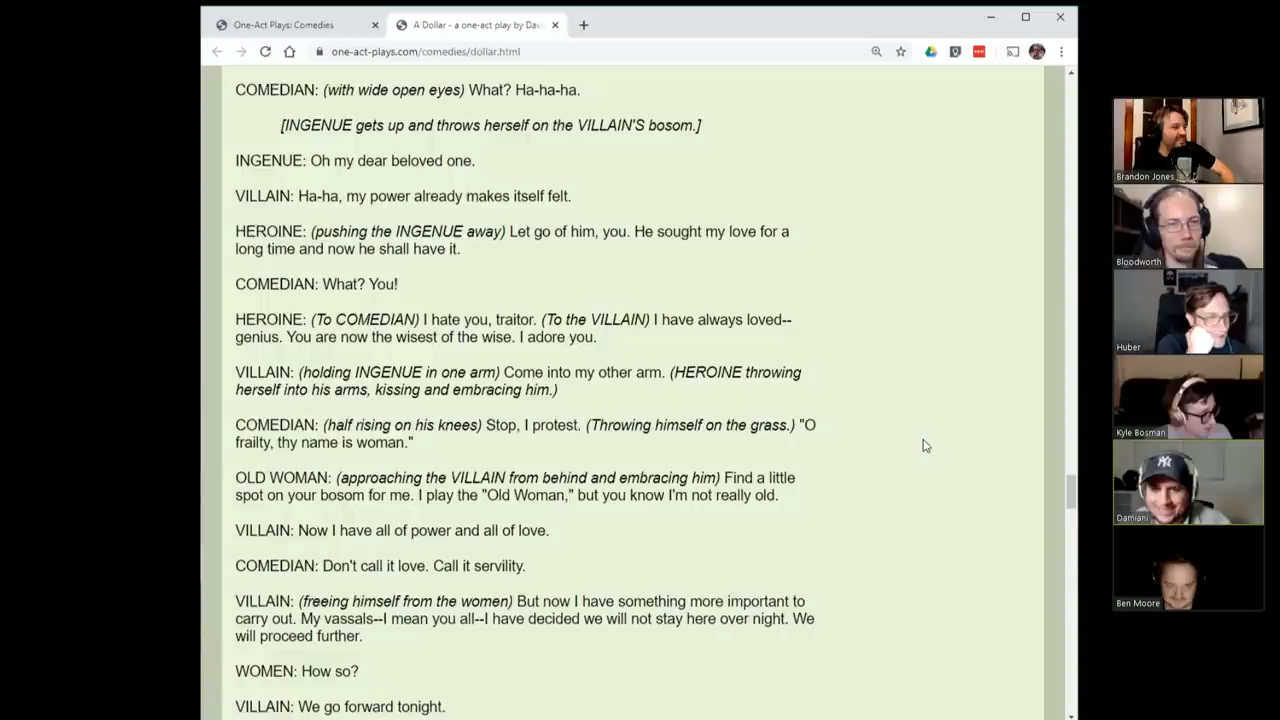 One-Act Plays: Comedies
A Dollar - a one-act play by Dav
one-act-plays.com/comedies/dollar.html
COMEDIAN: (with wide open eyes) What? Ha-ha-ha.
[INGENUE gets up and throws herself on the VILLAIN'S bosom.]
INGENUE: Oh my dear beloved one.
VILLAIN: Ha-ha, my power already makes itself felt.
HEROINE: (pushing the INGENUE away) Let go of him, you. He sought my love for a
long time and now he shall have it.
COMEDIAN: What? You!
HEROINE: (To COMEDIAN) I hate you, traitor. (To the VILLAIN) I have always loved--
genius. You are now the wisest of the wise. I adore you.
VILLAIN: (holding INGENUE in one arm) Come into my other arm. (HEROINE throwing
herself into his arms, kissing and embracing him.)
COMEDIAN: (half rising on his knees) Stop, I protest. (Throwing himself on the grass.) "O
frailty, thy name is woman."
OLD WOMAN: (approaching the VILLAIN from behind and embracing him) Find a little
spot on your bosom for me. I play the "Old Woman," but you know I'm not really old.
VILLAIN: Now I have all of power and all of love.
COMEDIAN: Don't call it love. Call it servility.
VILLAIN: (freeing himself from the women) But now I have something more important to
carry out. My vassals--I mean you all--I have decided we will not stay here over night. We
will proceed further.
WOMEN: How so?
VILLAIN: We go forward tonight.
Brandon Jones
Bloodworth
Huber
Kyle Bosman
Damiani
Ben Moore